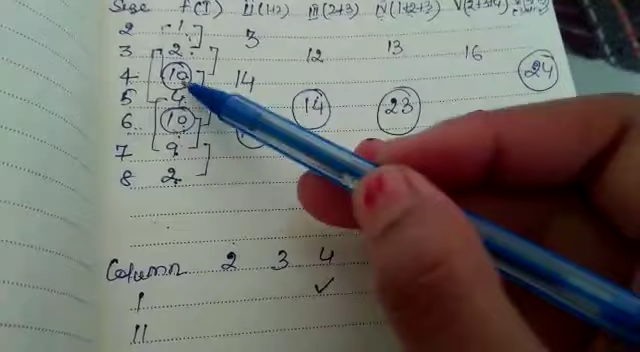 Size f(I) II(1+2) III(2+3) IV(1+2+3) V(2+3+4)
2 1 3
3 2 12 13 16
4 10 14 24
5 4 14 23
6 10
7 9
8 2
Column 2 3 4
I ✓
II